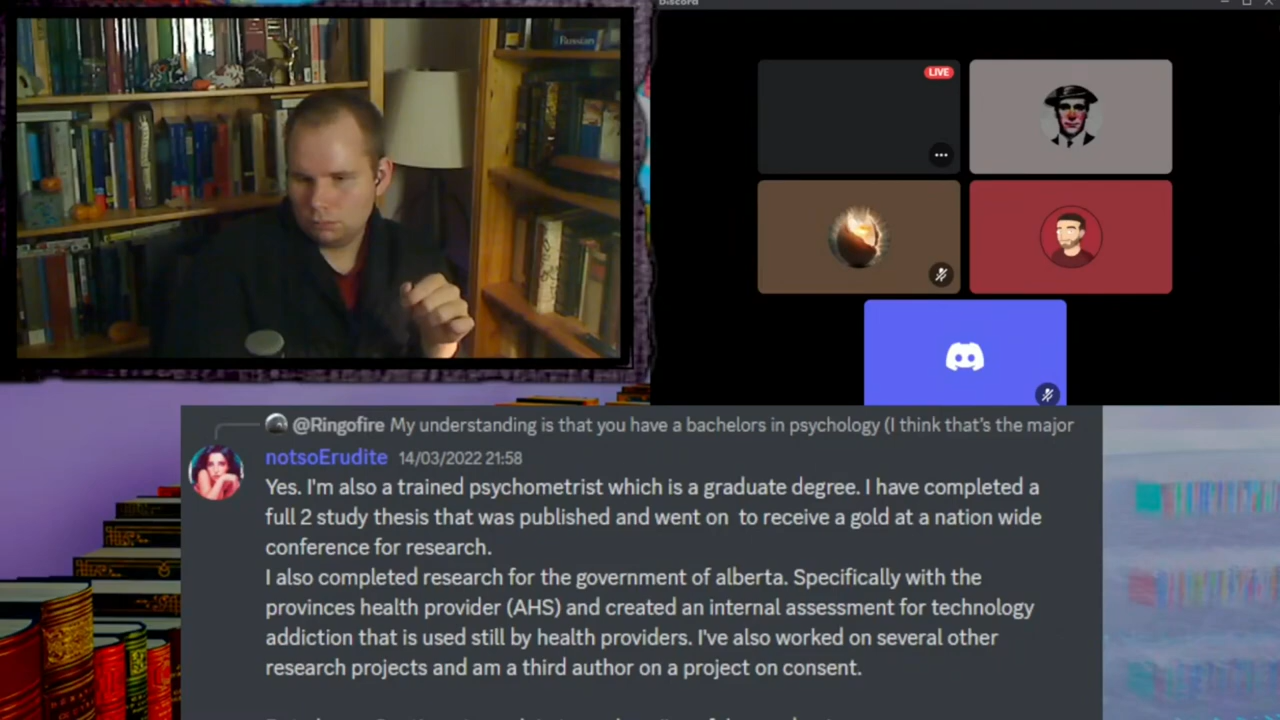 Discord
Russian
LIVE
@Ringofire My understanding is that you have a bachelors in psychology (I think that's the major
notsoErudite 14/03/2022 21:58
Yes. I'm also a trained psychometrist which is a graduate degree. I have completed a
full 2 study thesis that was published and went on to receive a gold at a nation wide
conference for research.
I also completed research for the government of alberta. Specifically with the
provinces health provider (AHS) and created an internal assessment for technology
addiction that is used still by health providers. I've also worked on several other
research projects and am a third author on a project on consent.